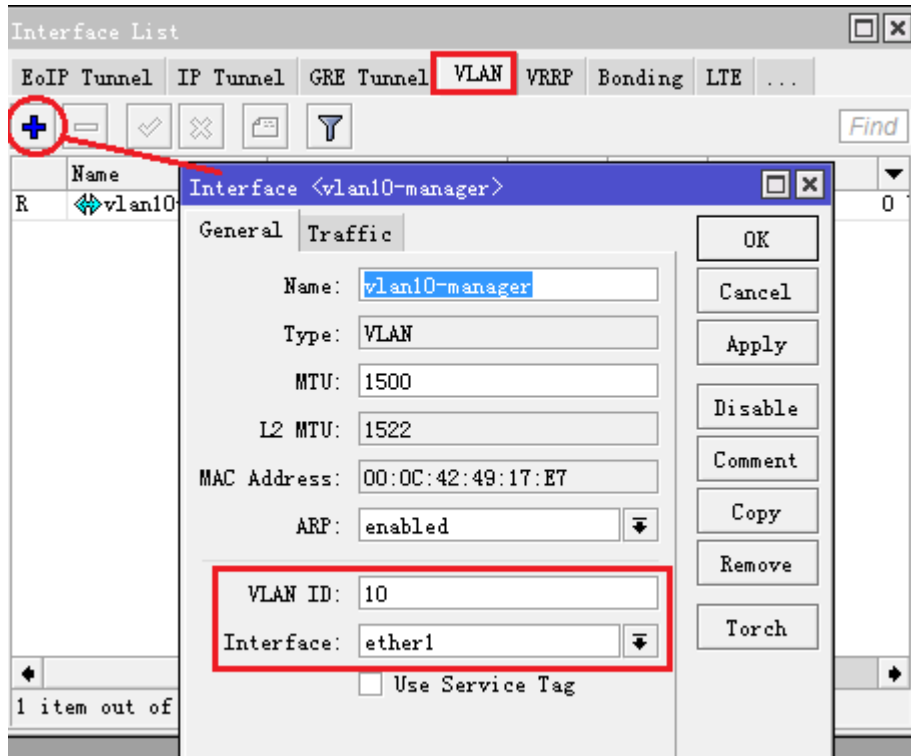 Interface List
EoIP Tunnel IP Tunnel GRE Tunnel VLAN VRRP Bonding LTE ...
Find
Name
R vlan10 0
Interface <vlan10-manager>
General Traffic
Name: vlan10-manager
Type: VLAN
MTU: 1500
L2 MTU: 1522
MAC Address: 00:0C:42:49:17:E7
ARP: enabled
VLAN ID: 10
Interface: ether1
Use Service Tag
OK
Cancel
Apply
Disable
Comment
Copy
Remove
Torch
1 item out of